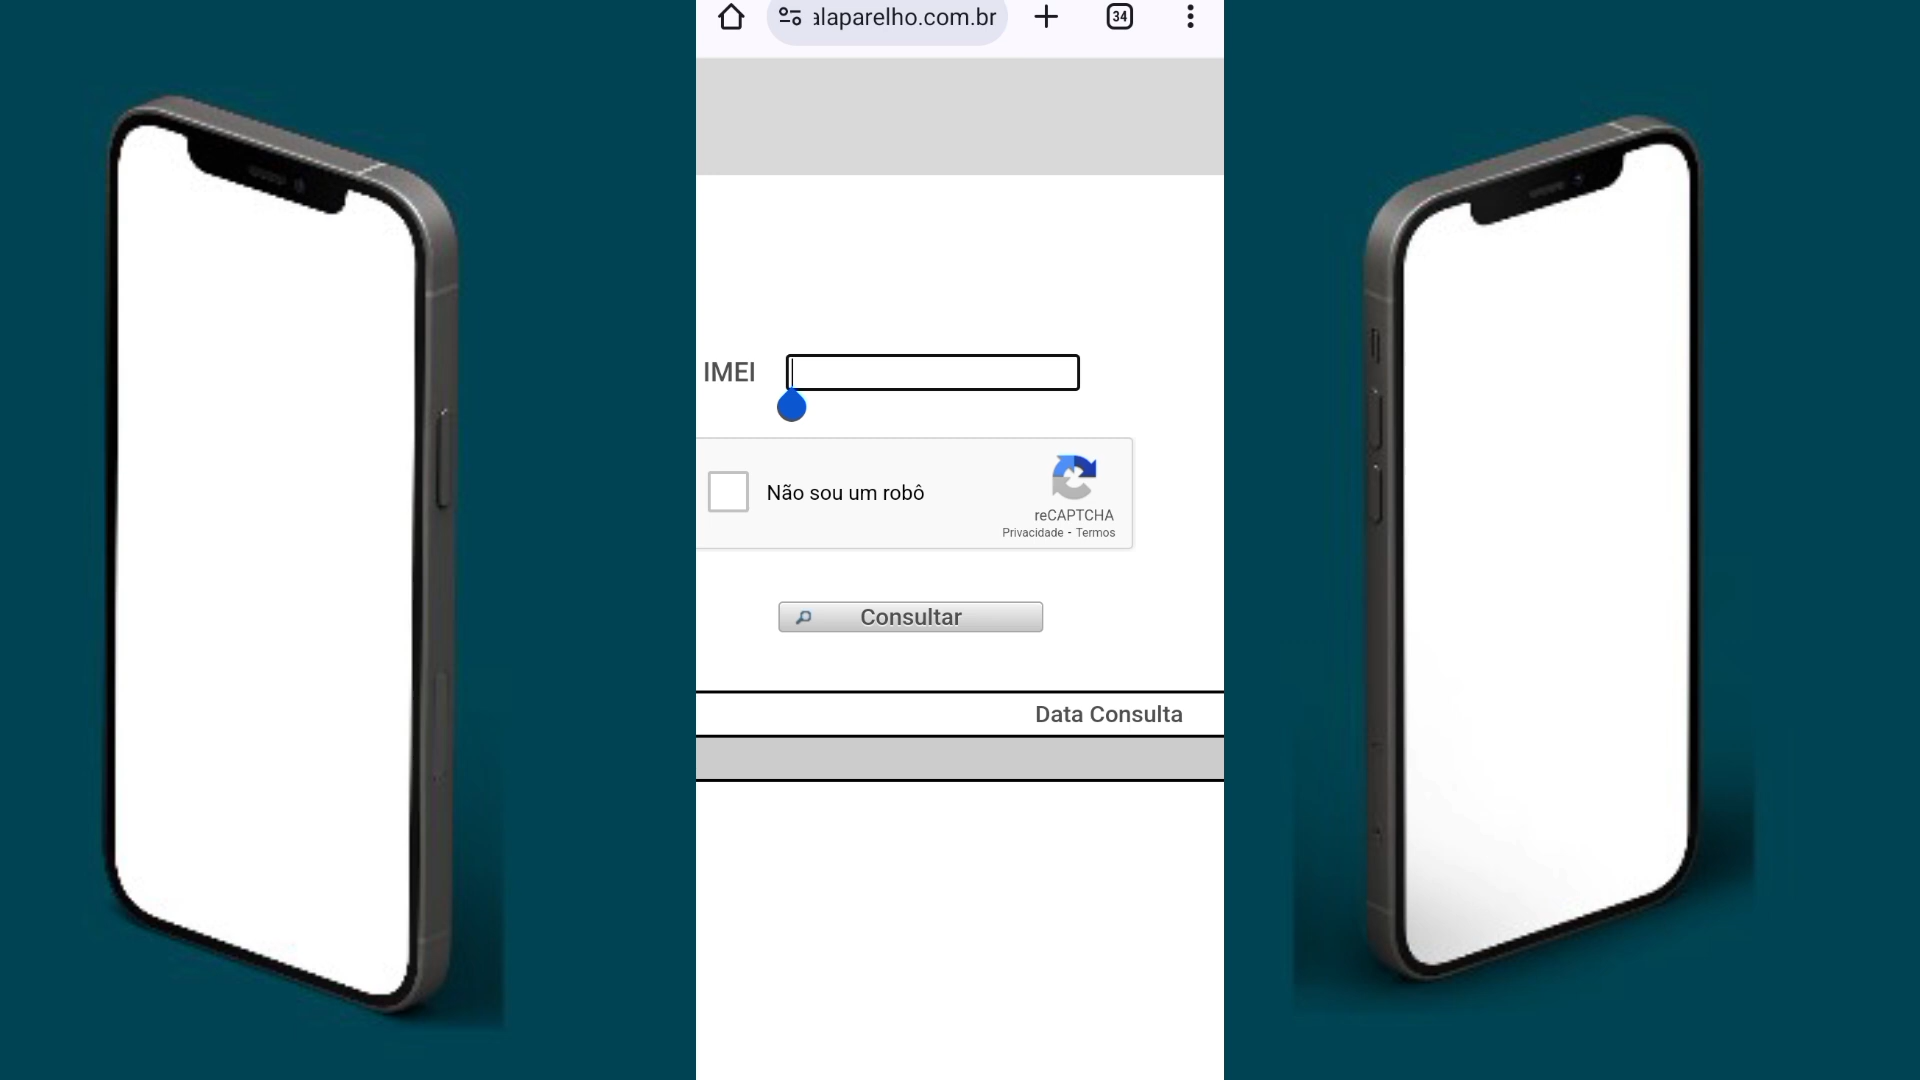 alaparelho.com.br
34
IMEI
Não sou um robô
reCAPTCHA
Privacidade - Termos
Consultar
Data Consulta